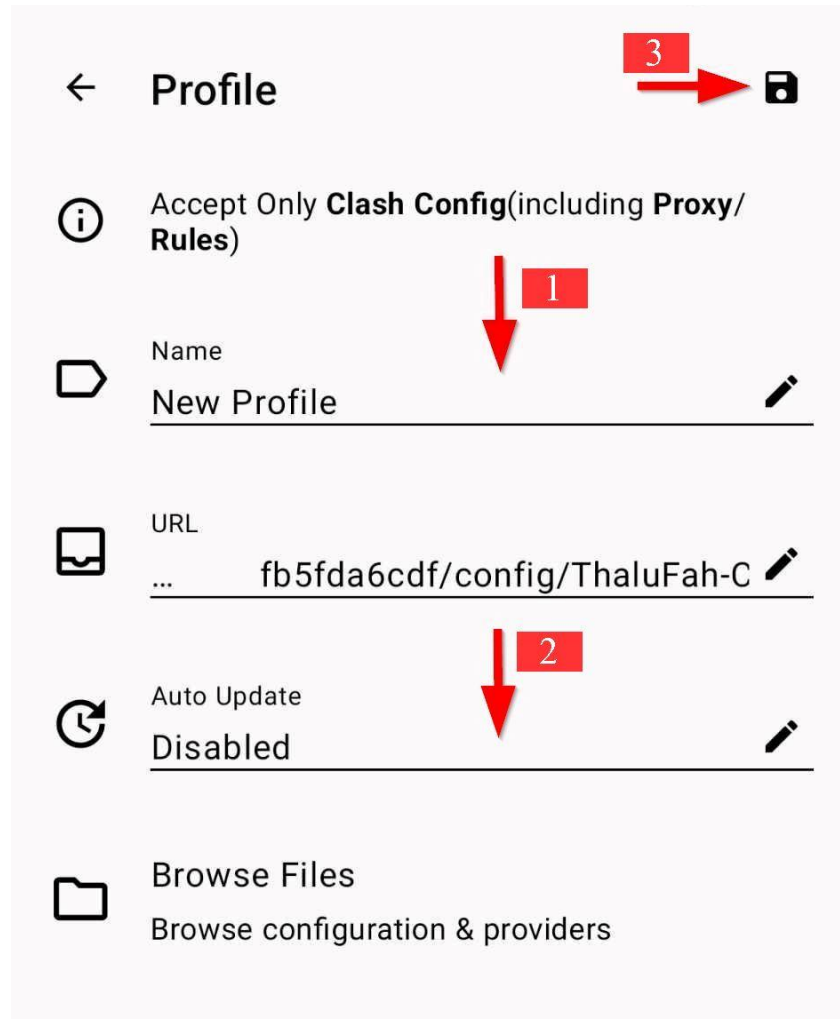 Profile
3
Accept Only Clash Config(including Proxy/
Rules)
1
Name
New Profile
URL
... fb5fda6cdf/config/ThaluFah-C
2
Auto Update
Disabled
Browse Files
Browse configuration & providers